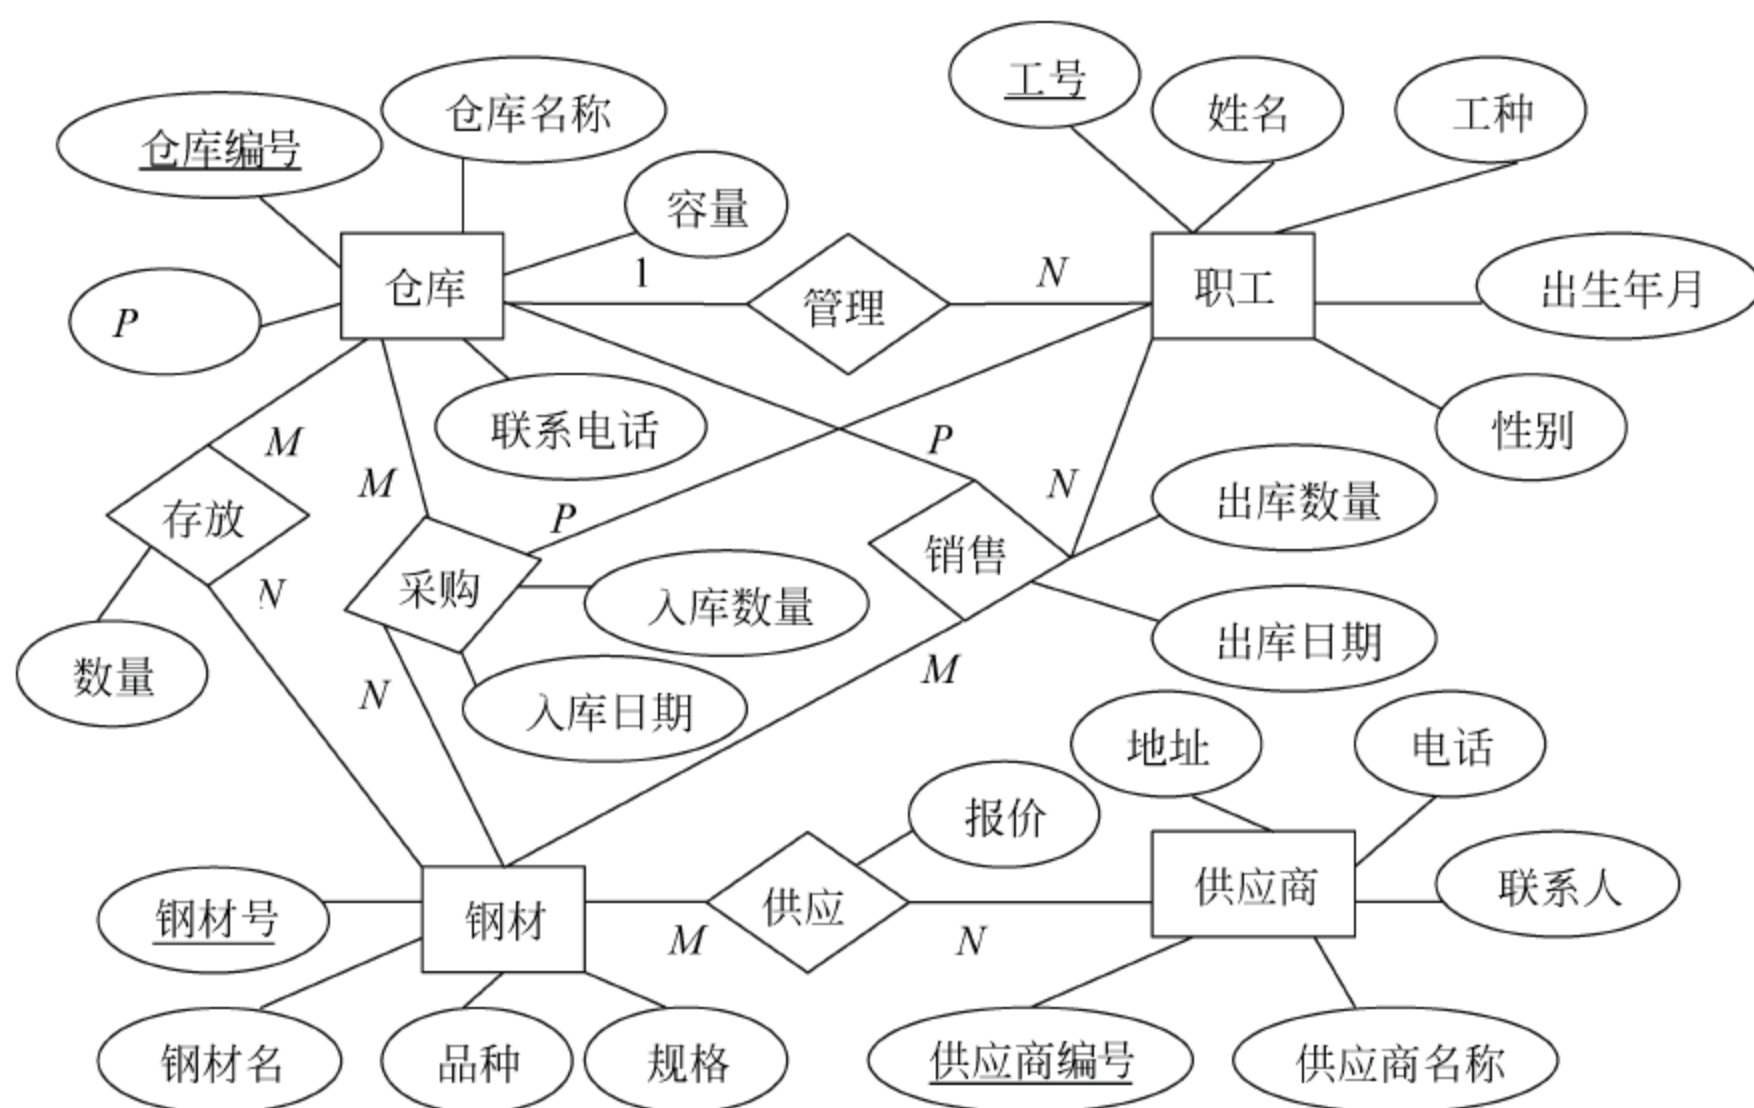 工号
仓库名称
姓名
工种
仓库编号
容量
仓库
1
管理
N
职工
出生年月
P
联系电话
性别
M
P
M
N
出库数量
存放
P
销售
采购
N
入库数量
出库日期
数量
N
M
入库日期
地址
电话
报价
钢材号
钢材
供应
供应商
联系人
M
N
钢材名
品种
规格
供应商编号
供应商名称